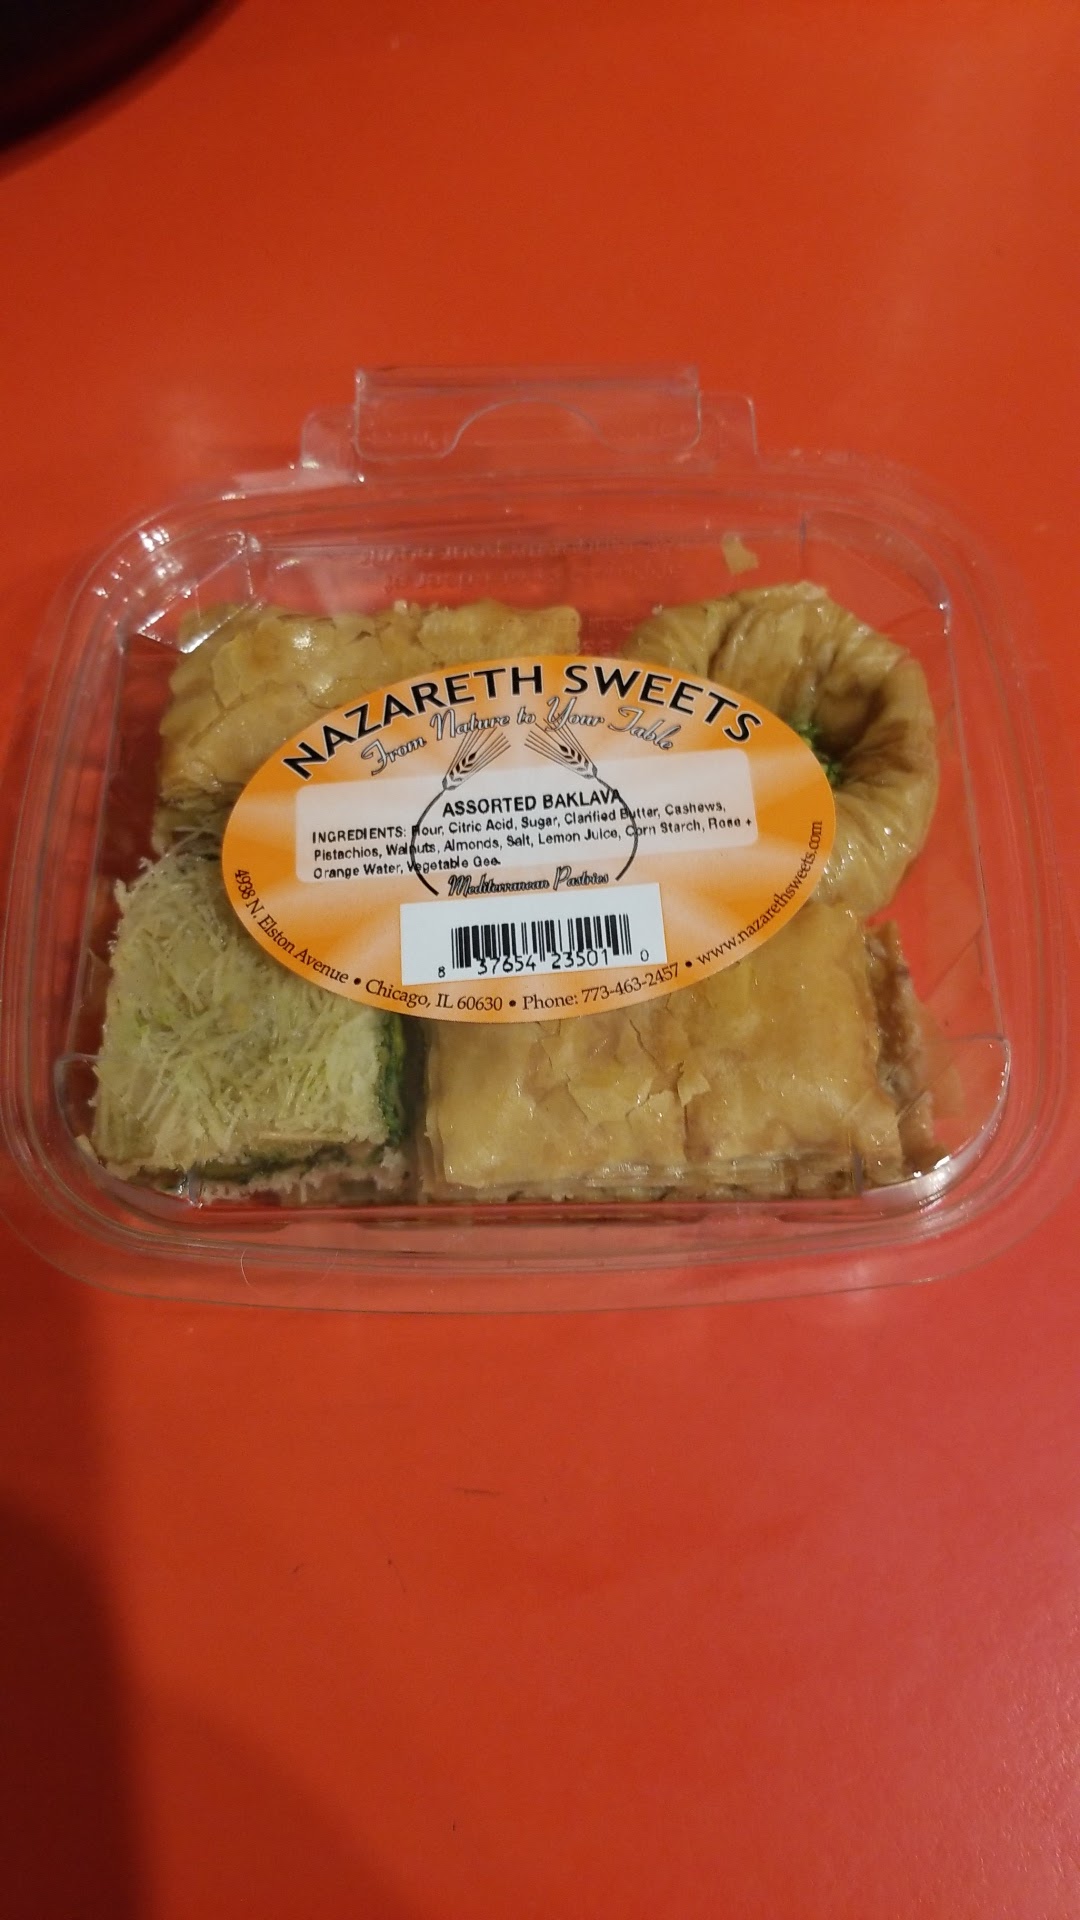 NAZARETH SWEETS
From Nature to Your Table
ASSORTED BAKLAVA
INGREDIENTS: Flour, Citric Acid, Sugar, Clarified Butter, Cashews,
Pistachios, Walnuts, Almonds, Salt, Lemon Juice, Corn Starch, Rose +
Orange Water, Vegetable Gee.
Mediterranean Pastries
8 37654 23501 0
4938 N. Elston Avenue • Chicago, IL 60630 • Phone: 773-463-2457 • www.nazarethsweets.com